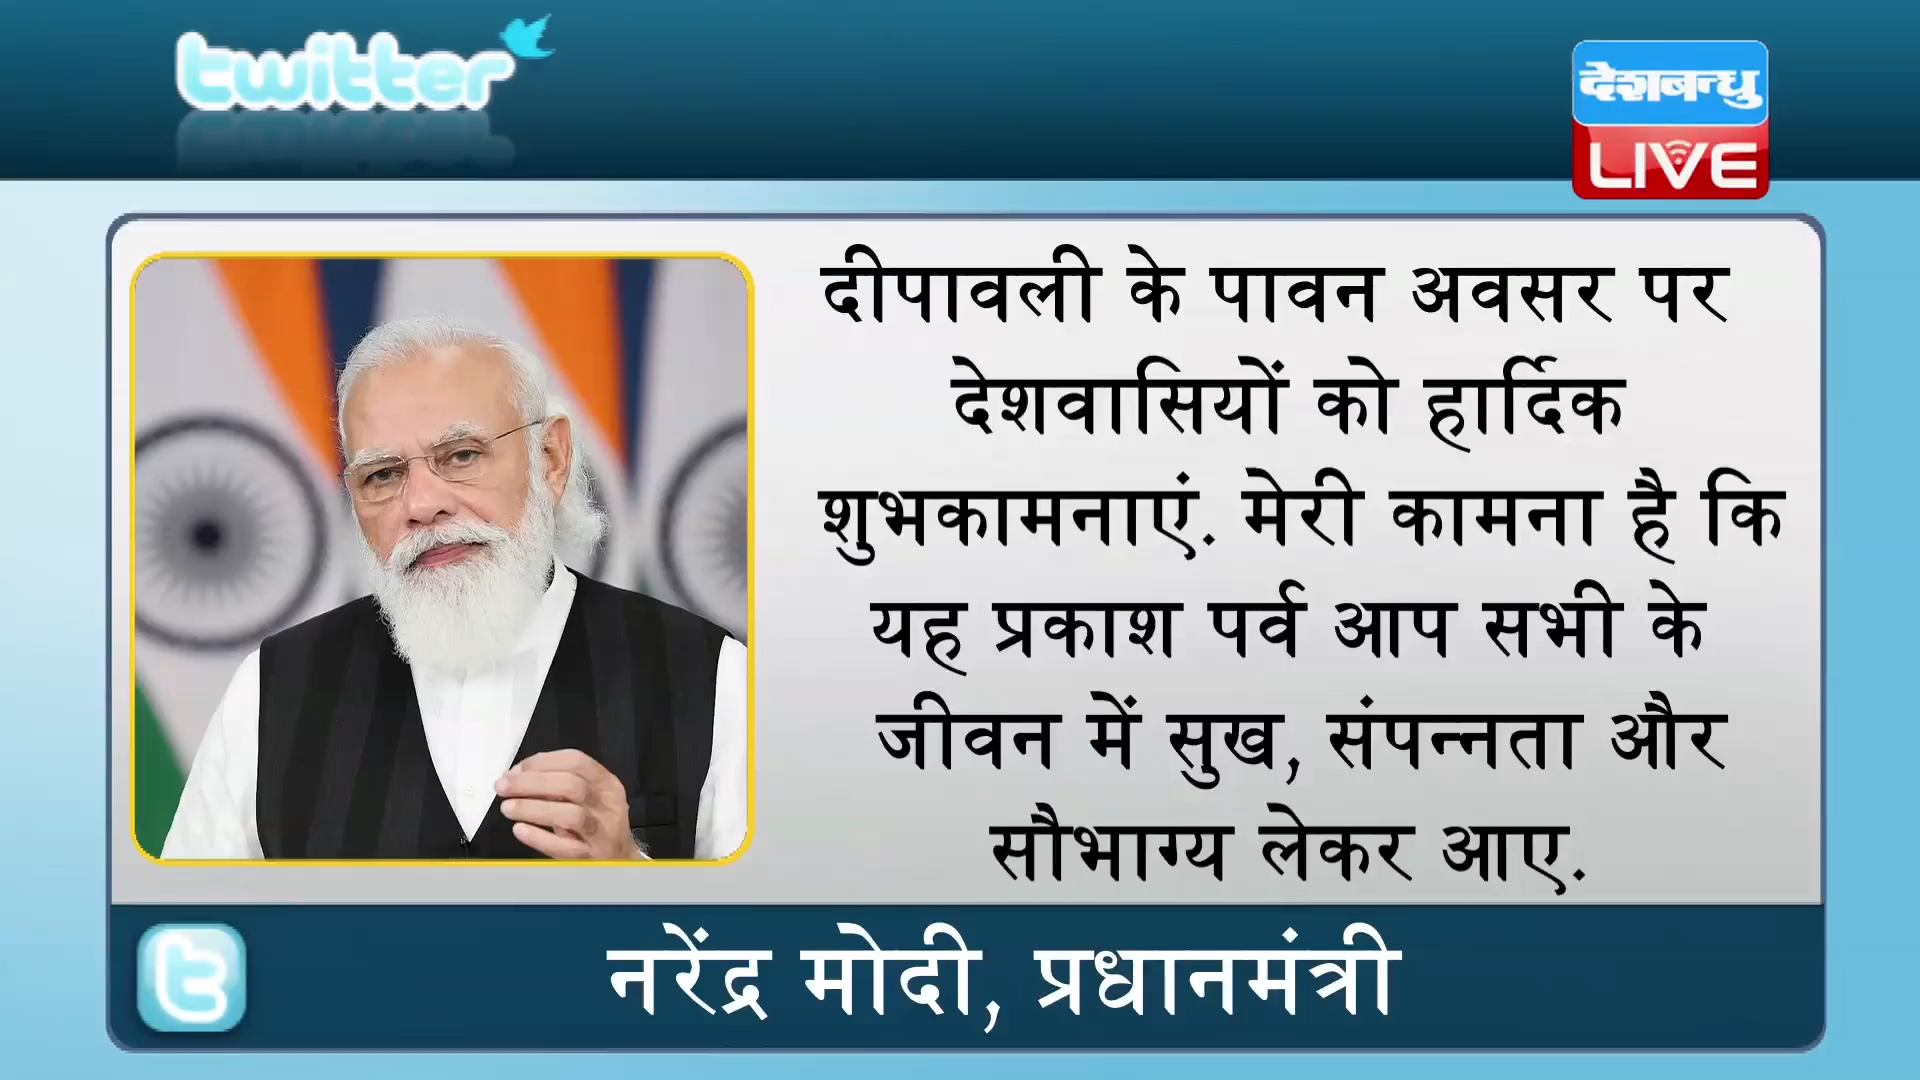 twitter
देशबन्धु
LIVE
दीपावली के पावन अवसर पर
देशवासियों को हार्दिक
शुभकामनाएं. मेरी कामना है कि
यह प्रकाश पर्व आप सभी के
जीवन में सुख, संपन्नता और
सौभाग्य लेकर आए.
t
नरेंद्र मोदी, प्रधानमंत्री